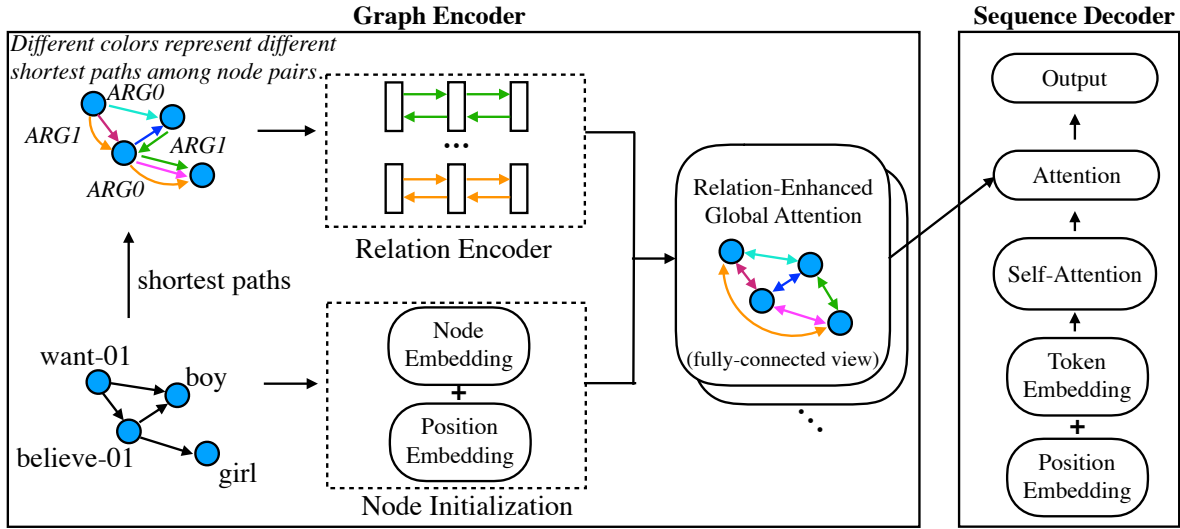 Graph Encoder
Different colors represent different
shortest paths among node pairs.
ARG0
ARG1
ARG1
ARG0
shortest paths
want-01
boy
believe-01
girl
...
Relation Encoder
Node
Embedding
+
Position
Embedding
Node Initialization
Relation-Enhanced
Global Attention
(fully-connected view)
Sequence Decoder
Output
Attention
Self-Attention
Token
Embedding
+
Position
Embedding